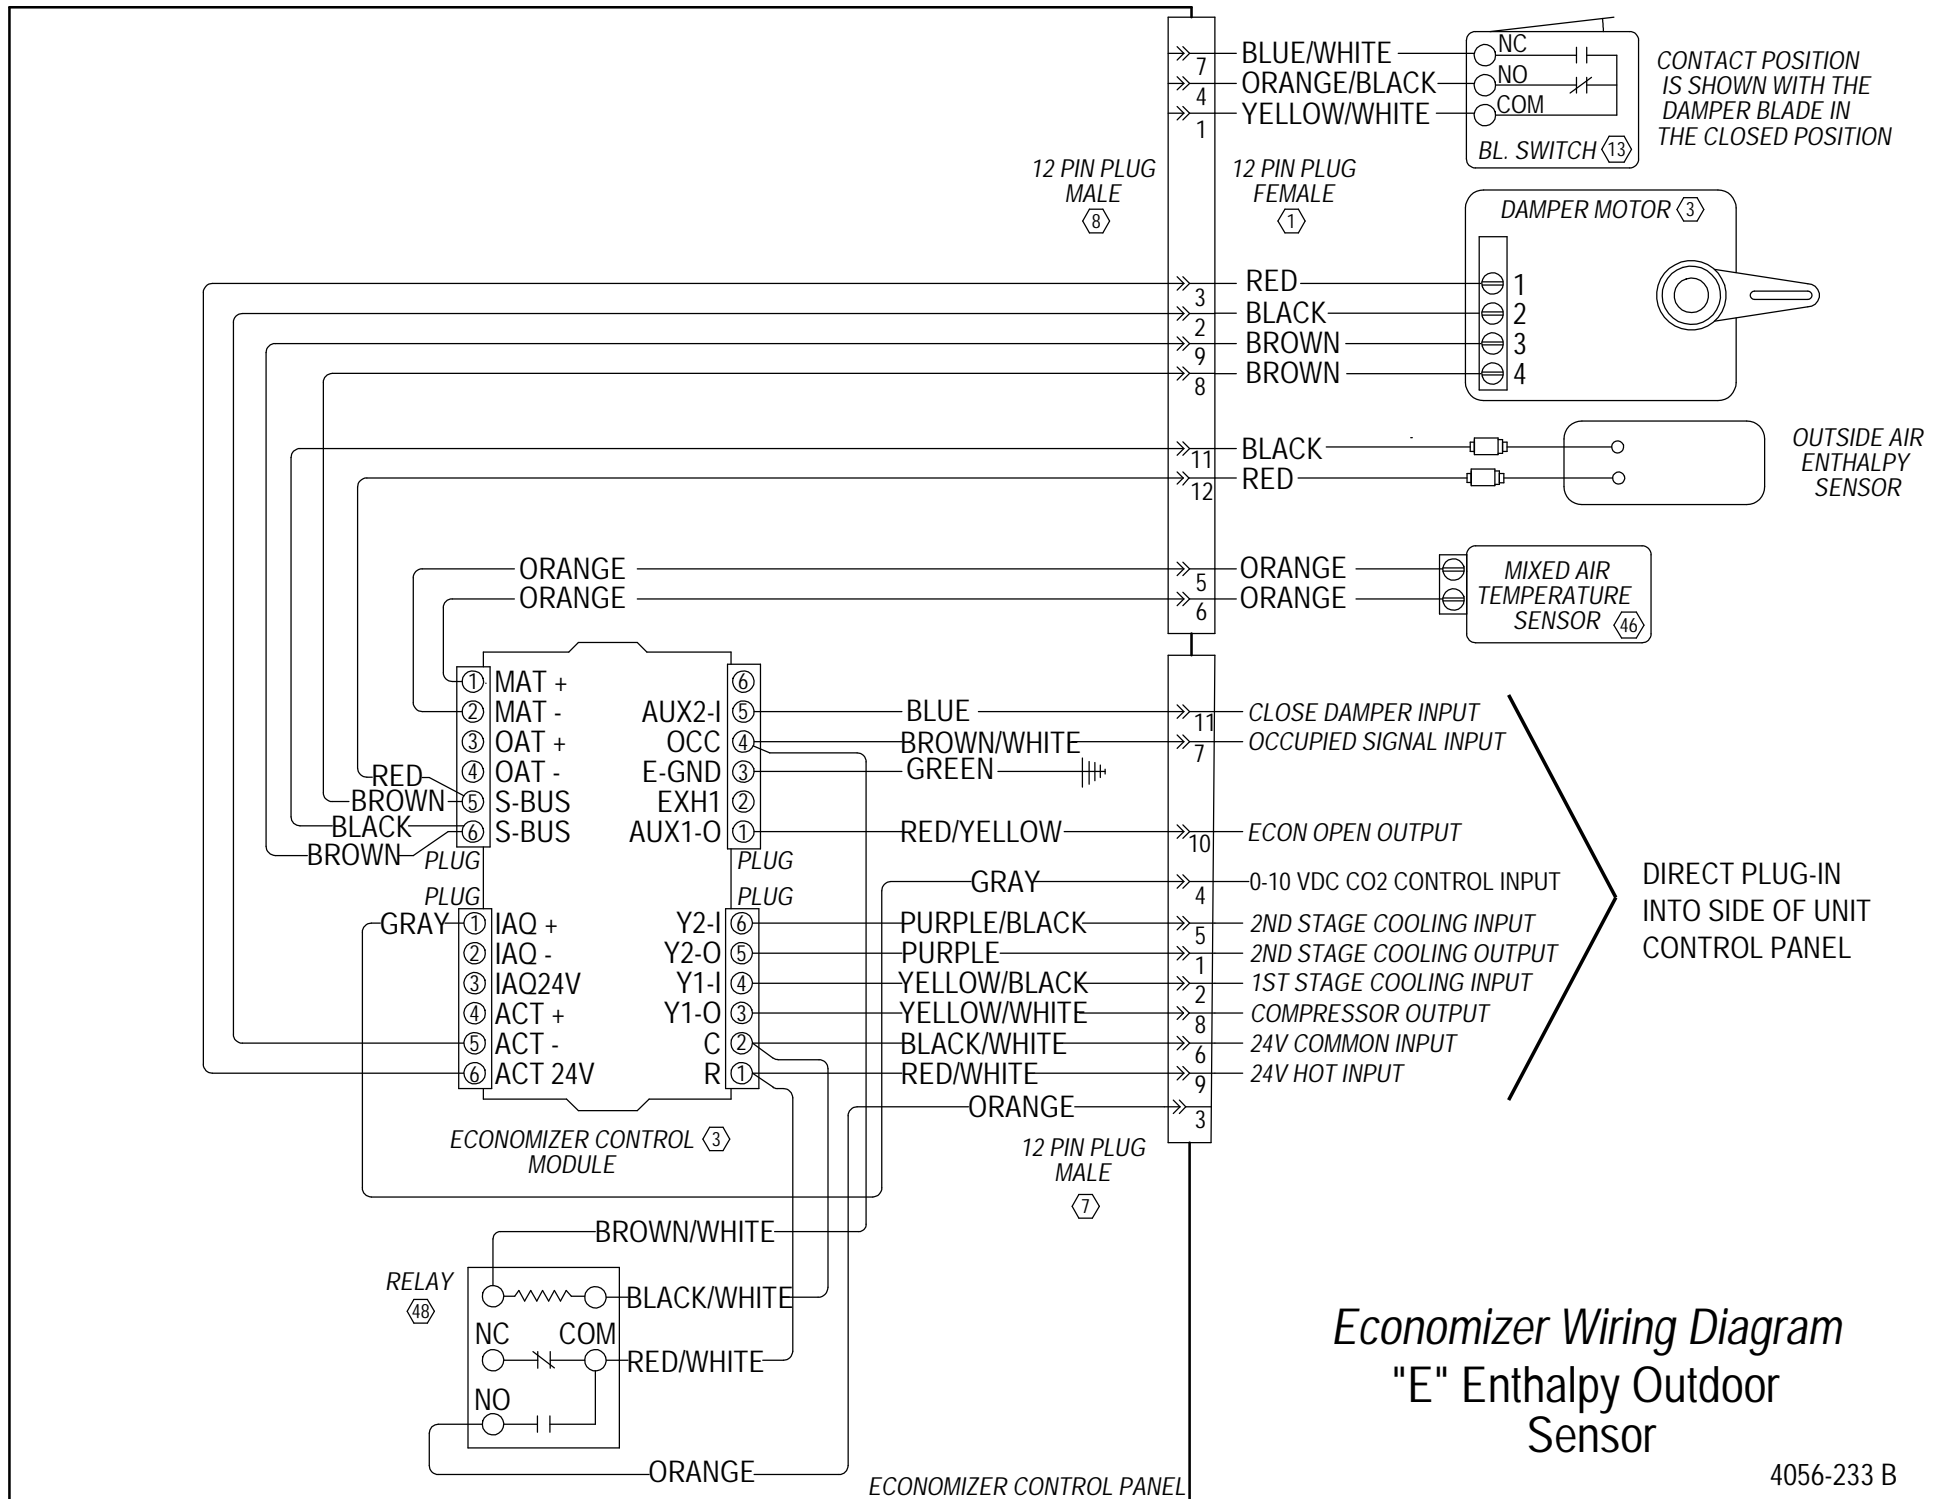 7 BLUE/WHITE NC
4 ORANGE/BLACK NO
1 YELLOW/WHITE COM
BL. SWITCH 13
CONTACT POSITION
IS SHOWN WITH THE
DAMPER BLADE IN
THE CLOSED POSITION
12 PIN PLUG
MALE
8
12 PIN PLUG
FEMALE
1
DAMPER MOTOR 3
3 RED 1
2 BLACK 2
9 BROWN 3
8 BROWN 4
11 BLACK
12 RED
OUTSIDE AIR
ENTHALPY
SENSOR
ORANGE 5 ORANGE
ORANGE 6 ORANGE
MIXED AIR
TEMPERATURE
SENSOR 46
1 MAT +
2 MAT -
3 OAT +
4 OAT -
RED
BROWN 5 S-BUS
BLACK 6 S-BUS
BROWN
PLUG
6
AUX2-I 5 BLUE 11 CLOSE DAMPER INPUT
OCC 4 BROWN/WHITE 7 OCCUPIED SIGNAL INPUT
E-GND 3 GREEN
EXH1 2
AUX1-O 1 RED/YELLOW 10 ECON OPEN OUTPUT
PLUG
PLUG
PLUG
GRAY 4 0-10 VDC CO2 CONTROL INPUT
GRAY 1 IAQ +
2 IAQ -
3 IAQ24V
4 ACT +
5 ACT -
6 ACT 24V
Y2-I 6 PURPLE/BLACK 5 2ND STAGE COOLING INPUT
Y2-O 5 PURPLE 1 2ND STAGE COOLING OUTPUT
Y1-I 4 YELLOW/BLACK 2 1ST STAGE COOLING INPUT
Y1-O 3 YELLOW/WHITE 8 COMPRESSOR OUTPUT
C 2 BLACK/WHITE 6 24V COMMON INPUT
R 1 RED/WHITE 9 24V HOT INPUT
ORANGE 3
DIRECT PLUG-IN
INTO SIDE OF UNIT
CONTROL PANEL
ECONOMIZER CONTROL 3
MODULE
12 PIN PLUG
MALE
7
BROWN/WHITE
RELAY
48
BLACK/WHITE
NC COM
RED/WHITE
NO
ORANGE
ECONOMIZER CONTROL PANEL
Economizer Wiring Diagram
"E" Enthalpy Outdoor
Sensor
4056-233 B